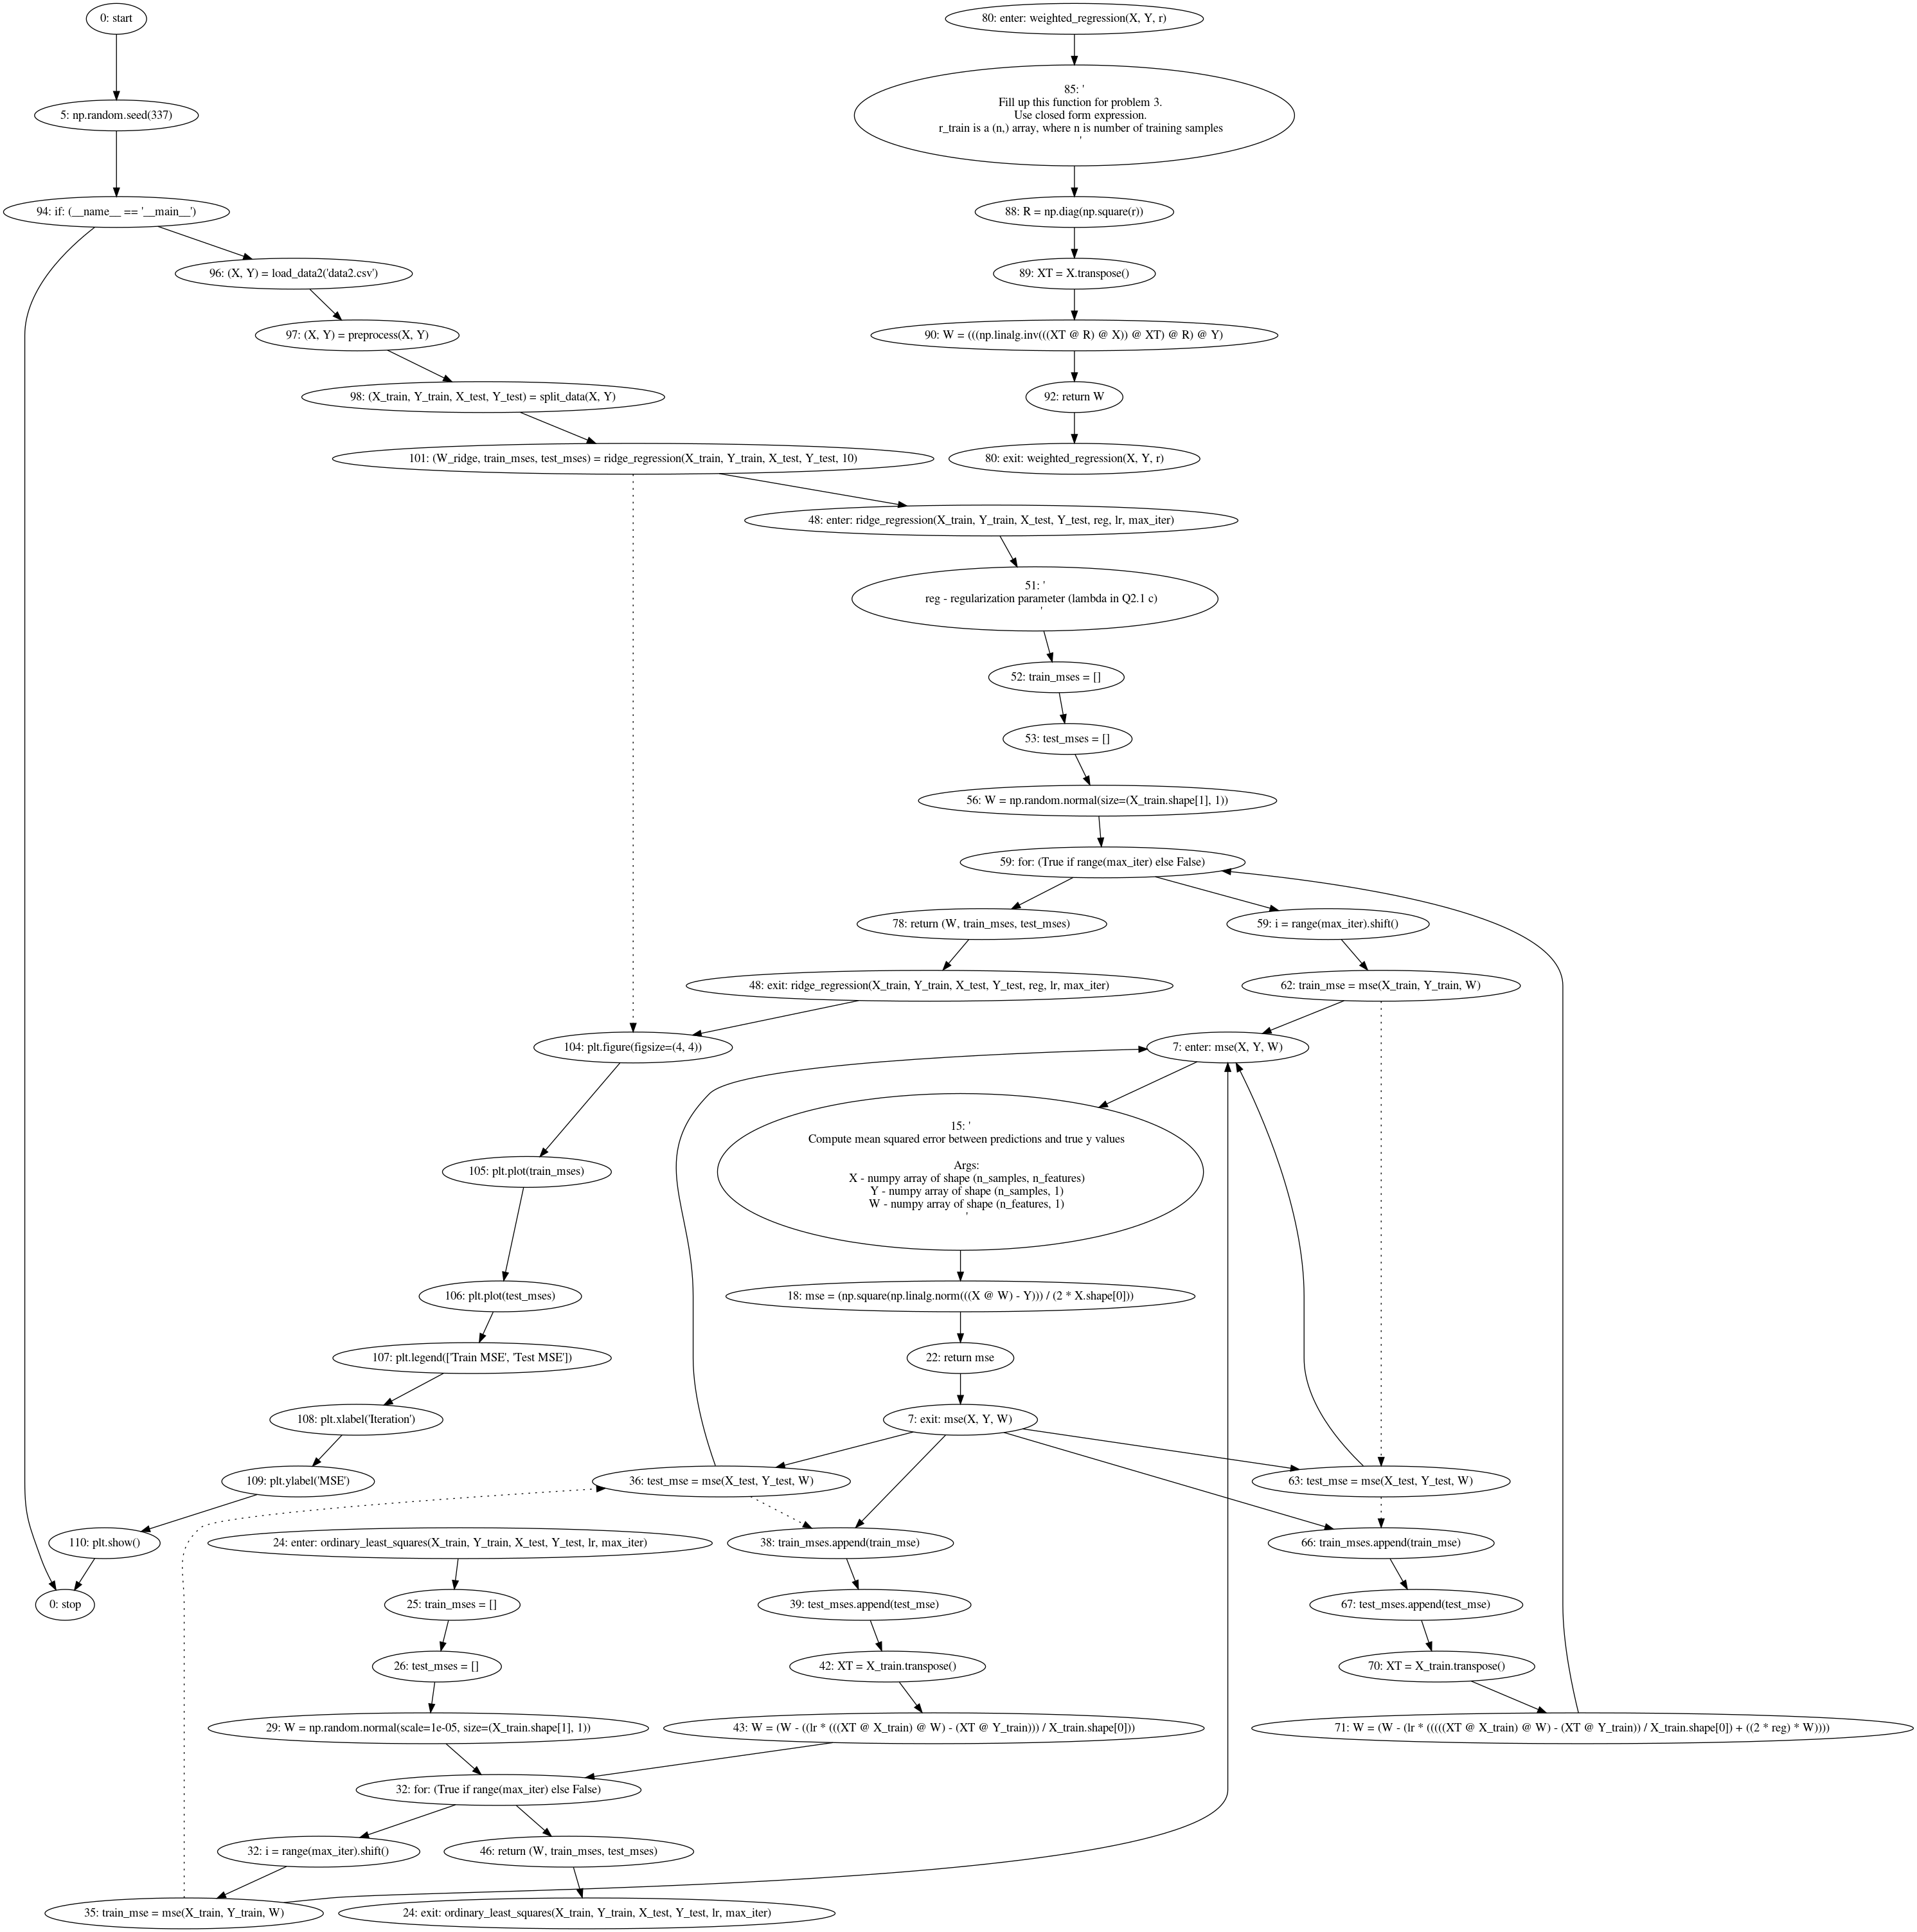 0: start
80: enter: weighted_regression(X, Y, r)
5: np.random.seed(337)
85: '
Fill up this function for problem 3.
Use closed form expression.
r_train is a (n,) array, where n is number of training samples
'
94: if: (__name__ == '__main__')
88: R = np.diag(np.square(r))
96: (X, Y) = load_data2('data2.csv')
89: XT = X.transpose()
97: (X, Y) = preprocess(X, Y)
90: W = (((np.linalg.inv(((XT @ R) @ X)) @ XT) @ R) @ Y)
98: (X_train, Y_train, X_test, Y_test) = split_data(X, Y)
92: return W
101: (W_ridge, train_mses, test_mses) = ridge_regression(X_train, Y_train, X_test, Y_test, 10)
80: exit: weighted_regression(X, Y, r)
48: enter: ridge_regression(X_train, Y_train, X_test, Y_test, reg, lr, max_iter)
51: '
reg - regularization parameter (lambda in Q2.1 c)
'
52: train_mses = []
53: test_mses = []
56: W = np.random.normal(size=(X_train.shape[1], 1))
59: for: (True if range(max_iter) else False)
78: return (W, train_mses, test_mses)
59: i = range(max_iter).shift()
48: exit: ridge_regression(X_train, Y_train, X_test, Y_test, reg, lr, max_iter)
62: train_mse = mse(X_train, Y_train, W)
104: plt.figure(figsize=(4, 4))
7: enter: mse(X, Y, W)
105: plt.plot(train_mses)
15: '
Compute mean squared error between predictions and true y values

Args:
X - numpy array of shape (n_samples, n_features)
Y - numpy array of shape (n_samples, 1)
W - numpy array of shape (n_features, 1)
'
106: plt.plot(test_mses)
18: mse = (np.square(np.linalg.norm(((X @ W) - Y))) / (2 * X.shape[0]))
107: plt.legend(['Train MSE', 'Test MSE'])
22: return mse
108: plt.xlabel('Iteration')
7: exit: mse(X, Y, W)
109: plt.ylabel('MSE')
36: test_mse = mse(X_test, Y_test, W)
63: test_mse = mse(X_test, Y_test, W)
110: plt.show()
24: enter: ordinary_least_squares(X_train, Y_train, X_test, Y_test, lr, max_iter)
38: train_mses.append(train_mse)
66: train_mses.append(train_mse)
0: stop
25: train_mses = []
39: test_mses.append(test_mse)
67: test_mses.append(test_mse)
26: test_mses = []
42: XT = X_train.transpose()
70: XT = X_train.transpose()
29: W = np.random.normal(scale=1e-05, size=(X_train.shape[1], 1))
43: W = (W - ((lr * (((XT @ X_train) @ W) - (XT @ Y_train))) / X_train.shape[0]))
71: W = (W - (lr * (((((XT @ X_train) @ W) - (XT @ Y_train)) / X_train.shape[0]) + ((2 * reg) * W))))
32: for: (True if range(max_iter) else False)
32: i = range(max_iter).shift()
46: return (W, train_mses, test_mses)
35: train_mse = mse(X_train, Y_train, W)
24: exit: ordinary_least_squares(X_train, Y_train, X_test, Y_test, lr, max_iter)